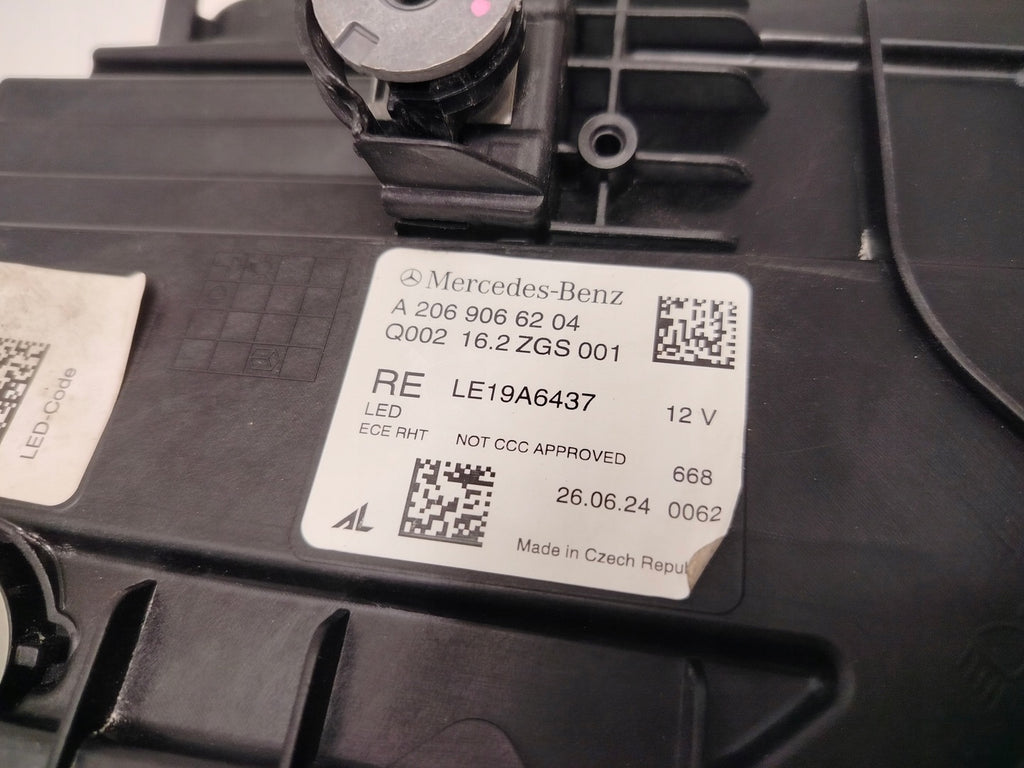 Mercedes-Benz
A 206 906 62 04
Q002 16.2 ZGS 001
RE LE19A6437 12 V
LED
ECE RHT NOT CCC APPROVED
668
26.06.24 0062
AL
Made in Czech Repu
LED-Code